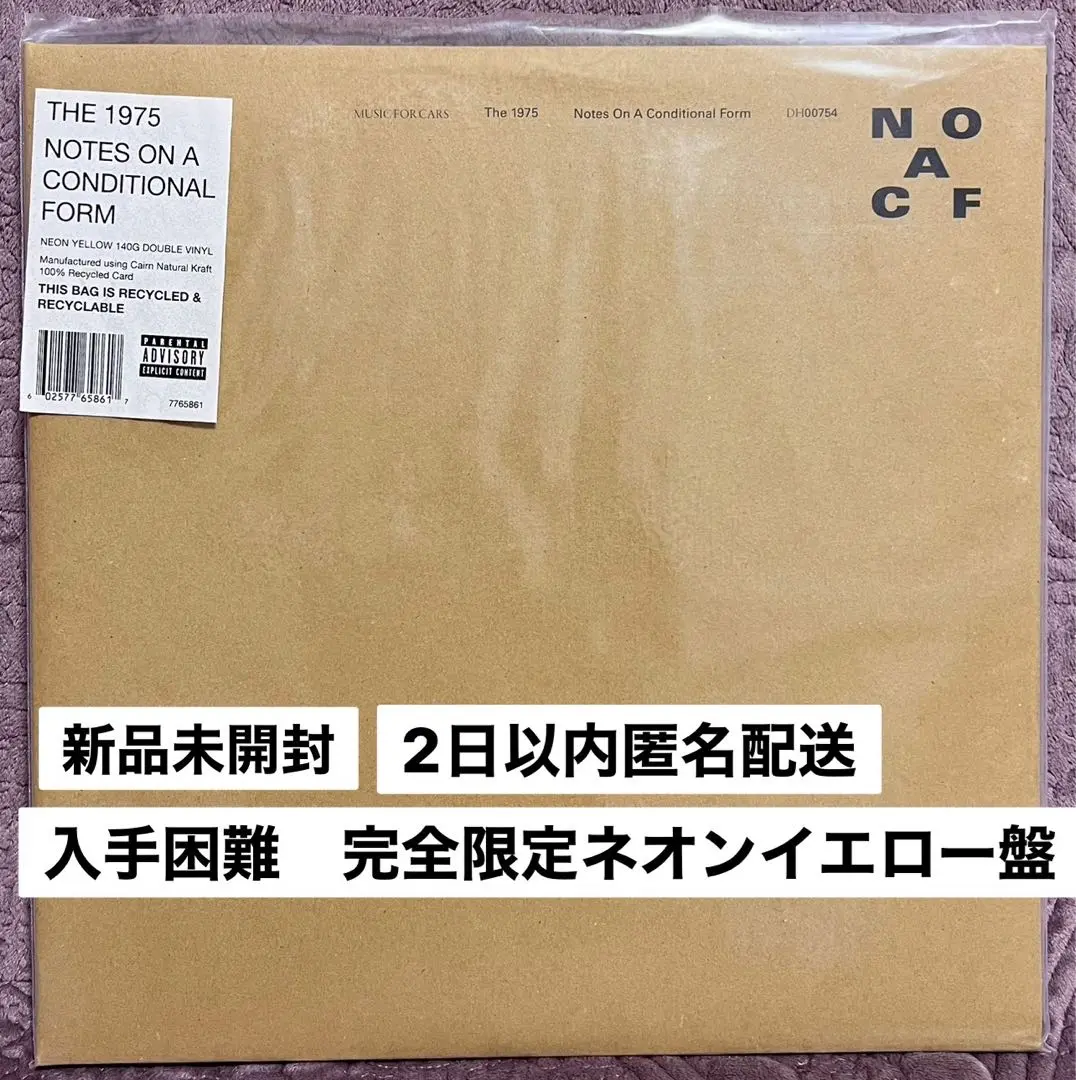 THE 1975
NOTES ON A
CONDITIONAL
FORM
NEON YELLOW 140G DOUBLE VINYL
Manufactured using Cairn Natural Kraft
100% Recycled Card
THIS BAG IS RECYCLED &
RECYCLABLE
PARENTAL
ADVISORY
EXPLICIT CONTENT
6 02577 65861 7
7765861
MUSIC FOR CARS The 1975 Notes On A Conditional Form DH00754
N O
A
C F
新品未開封 2日以内匿名配送
入手困難 完全限定ネオンイエロー盤